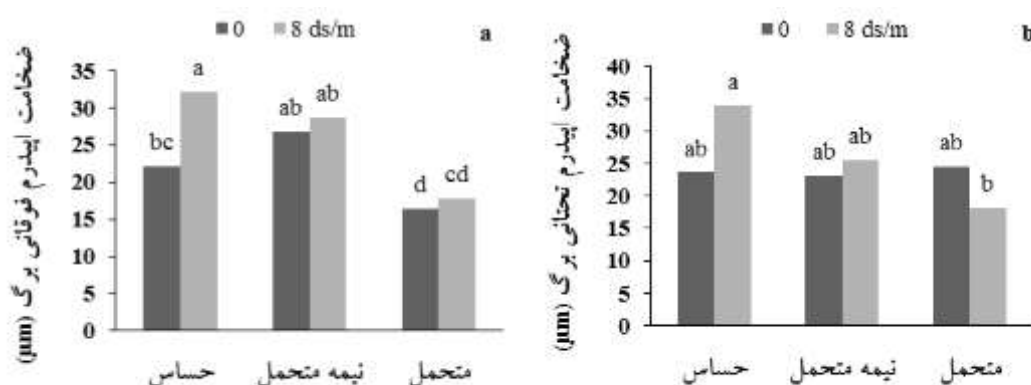 0 8 ds/m a
ضخامت اپیدرم فوقانی برگ (µm)
35
30
25
20
15
10
5
0
bc a ab ab d cd
حساس نیمه متحمل متحمل
0 8 ds/m b
ضخامت اپیدرم تحتانی برگ (µm)
40
35
30
25
20
15
10
5
0
ab a ab ab ab b
حساس نیمه متحمل متحمل